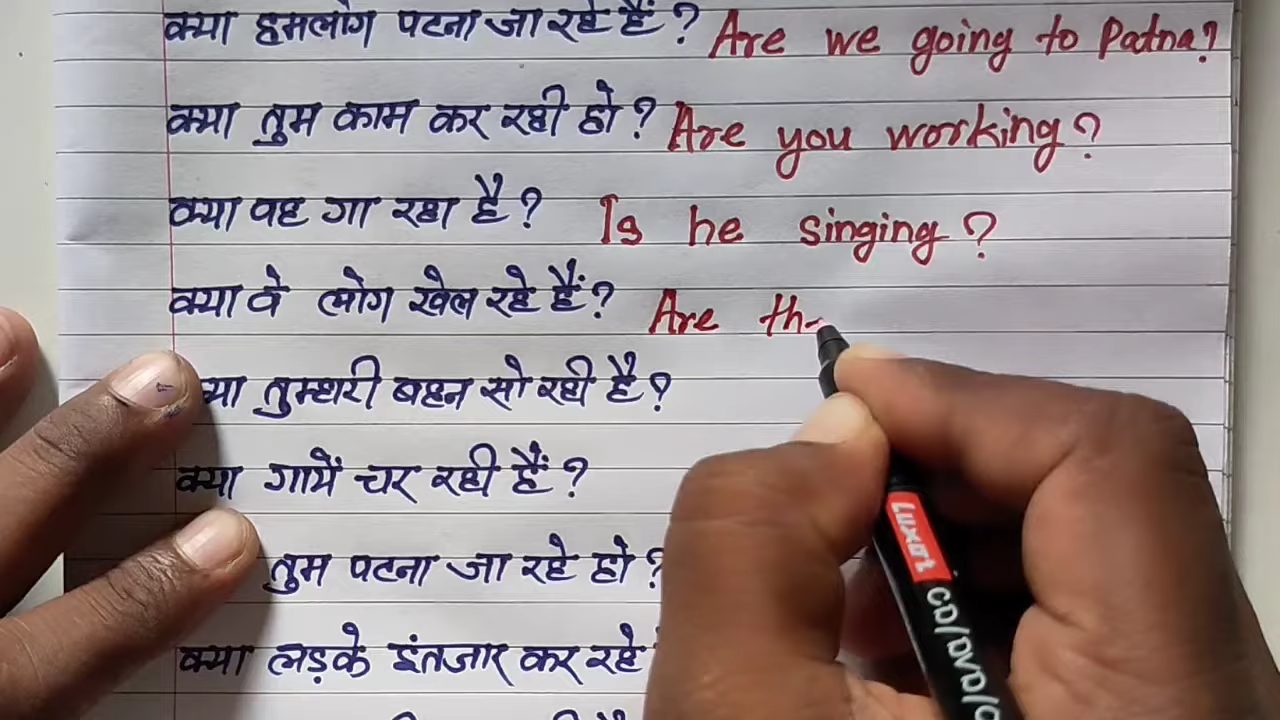 क्या हमलोग पटना जा रहे हैं? Are we going to Patna?
क्या तुम काम कर रही हो? Are you working?
क्या वह गा रहा है? Is he singing?
क्या वे लोग खेल रहे हैं? Are th
क्या तुम्हारी बहन सो रही है?
क्या गायें चर रही हैं?
तुम पटना जा रहे हो?
क्या लड़के इंतजार कर रहे
Luxor